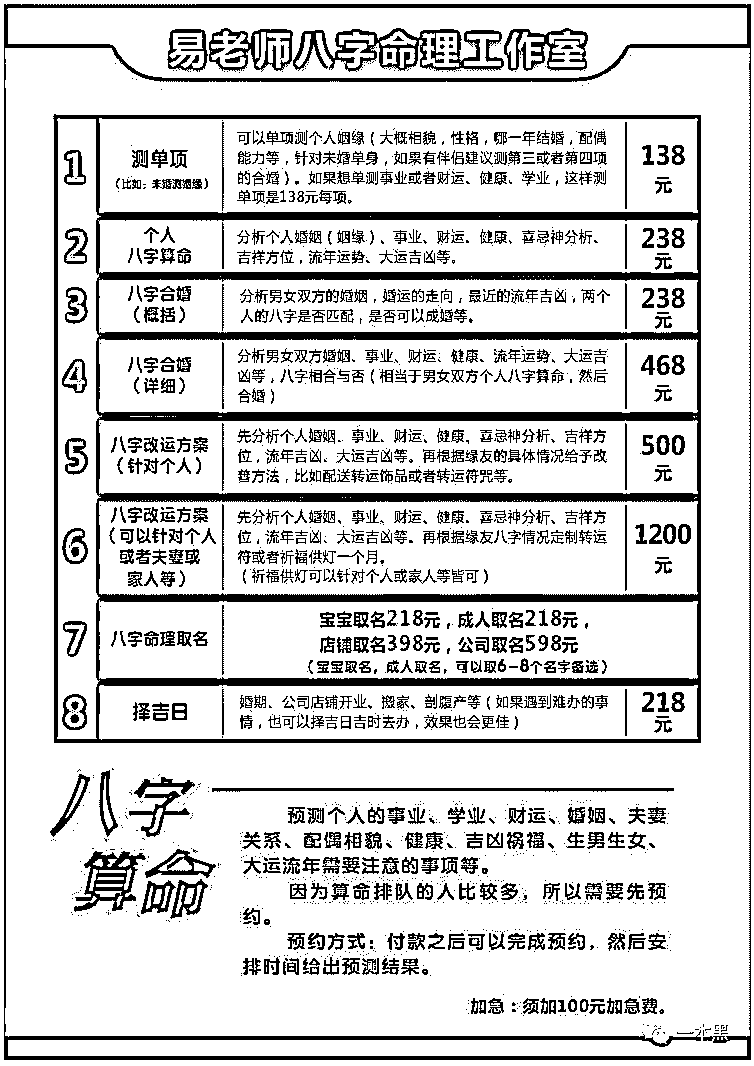 易老师八字命理工作室
1
测单项
(比如：未婚测姻缘)
可以单项测个人姻缘（大概相貌，性格，哪一年结婚，配偶
能力等，针对未婚单身，如果有伴侣建议测第三或者第四项
的合婚）。如果想单测事业或者财运、健康、学业，这样测
单项是138元每项。
138
元
2
个人
八字算命
分析个人婚姻（姻缘）、事业、财运、健康、喜忌神分析、
吉祥方位，流年运势、大运吉凶等。
238
元
3
八字合婚
（概括）
分析男女双方的婚姻，婚运的走向，最近的流年吉凶，两个
人的八字是否匹配，是否可以成婚等。
238
元
4
八字合婚
（详细）
分析男女双方婚姻、事业、财运、健康、流年运势、大运吉
凶等，八字相合与否（相当于男女双方个人八字算命，然后
合婚）
468
元
5
八字改运方案
（针对个人）
先分析个人婚姻、事业、财运、健康、喜忌神分析、吉祥方
位，流年吉凶、大运吉凶等。再根据缘友的具体情况给予改
善方法，比如配送转运饰品或者转运符咒等。
500
元
6
八字改运方案
（可以针对个人
或者夫妻或
家人等）
先分析个人婚姻、事业、财运、健康、喜忌神分析、吉祥方
位，流年吉凶、大运吉凶等。再根据缘友八字情况定制转运
符或者祈福供灯一个月。
（祈福供灯可以针对个人或家人等皆可）
1200
元
7
八字命理取名
宝宝取名218元，成人取名218元，
店铺取名398元，公司取名598元
（宝宝取名，成人取名，可以取6-8个名字备选）
8
择吉日
婚期、公司店铺开业、搬家、剖腹产等（如果遇到难办的事
情，也可以择吉日吉时去办，效果也会更佳）
218
元
八字
算命
预测个人的事业、学业、财运、婚姻、夫妻
关系、配偶相貌、健康、吉凶祸福、生男生女、
大运流年需要注意的事项等。
因为算命排队的人比较多，所以需要先预
约。
预约方式：付款之后可以完成预约，然后安
排时间给出预测结果。
加急：须加100元加急费。
一本黑